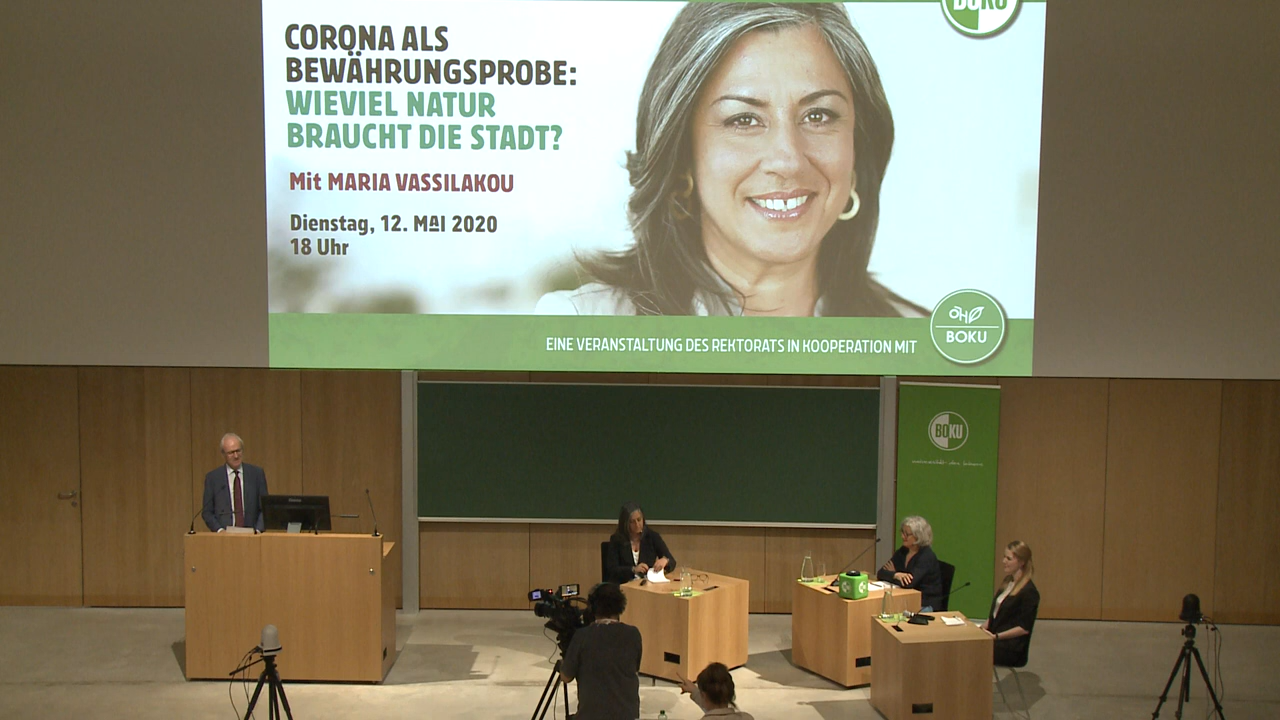 BOKU
CORONA ALS
BEWÄHRUNGSPROBE:
WIEVIEL NATUR
BRAUCHT DIE STADT?
Mit MARIA VASSILAKOU
Dienstag, 12. MAI 2020
18 Uhr
EINE VERANSTALTUNG DES REKTORATS IN KOOPERATION MIT
ÖH
BOKU
BOKU